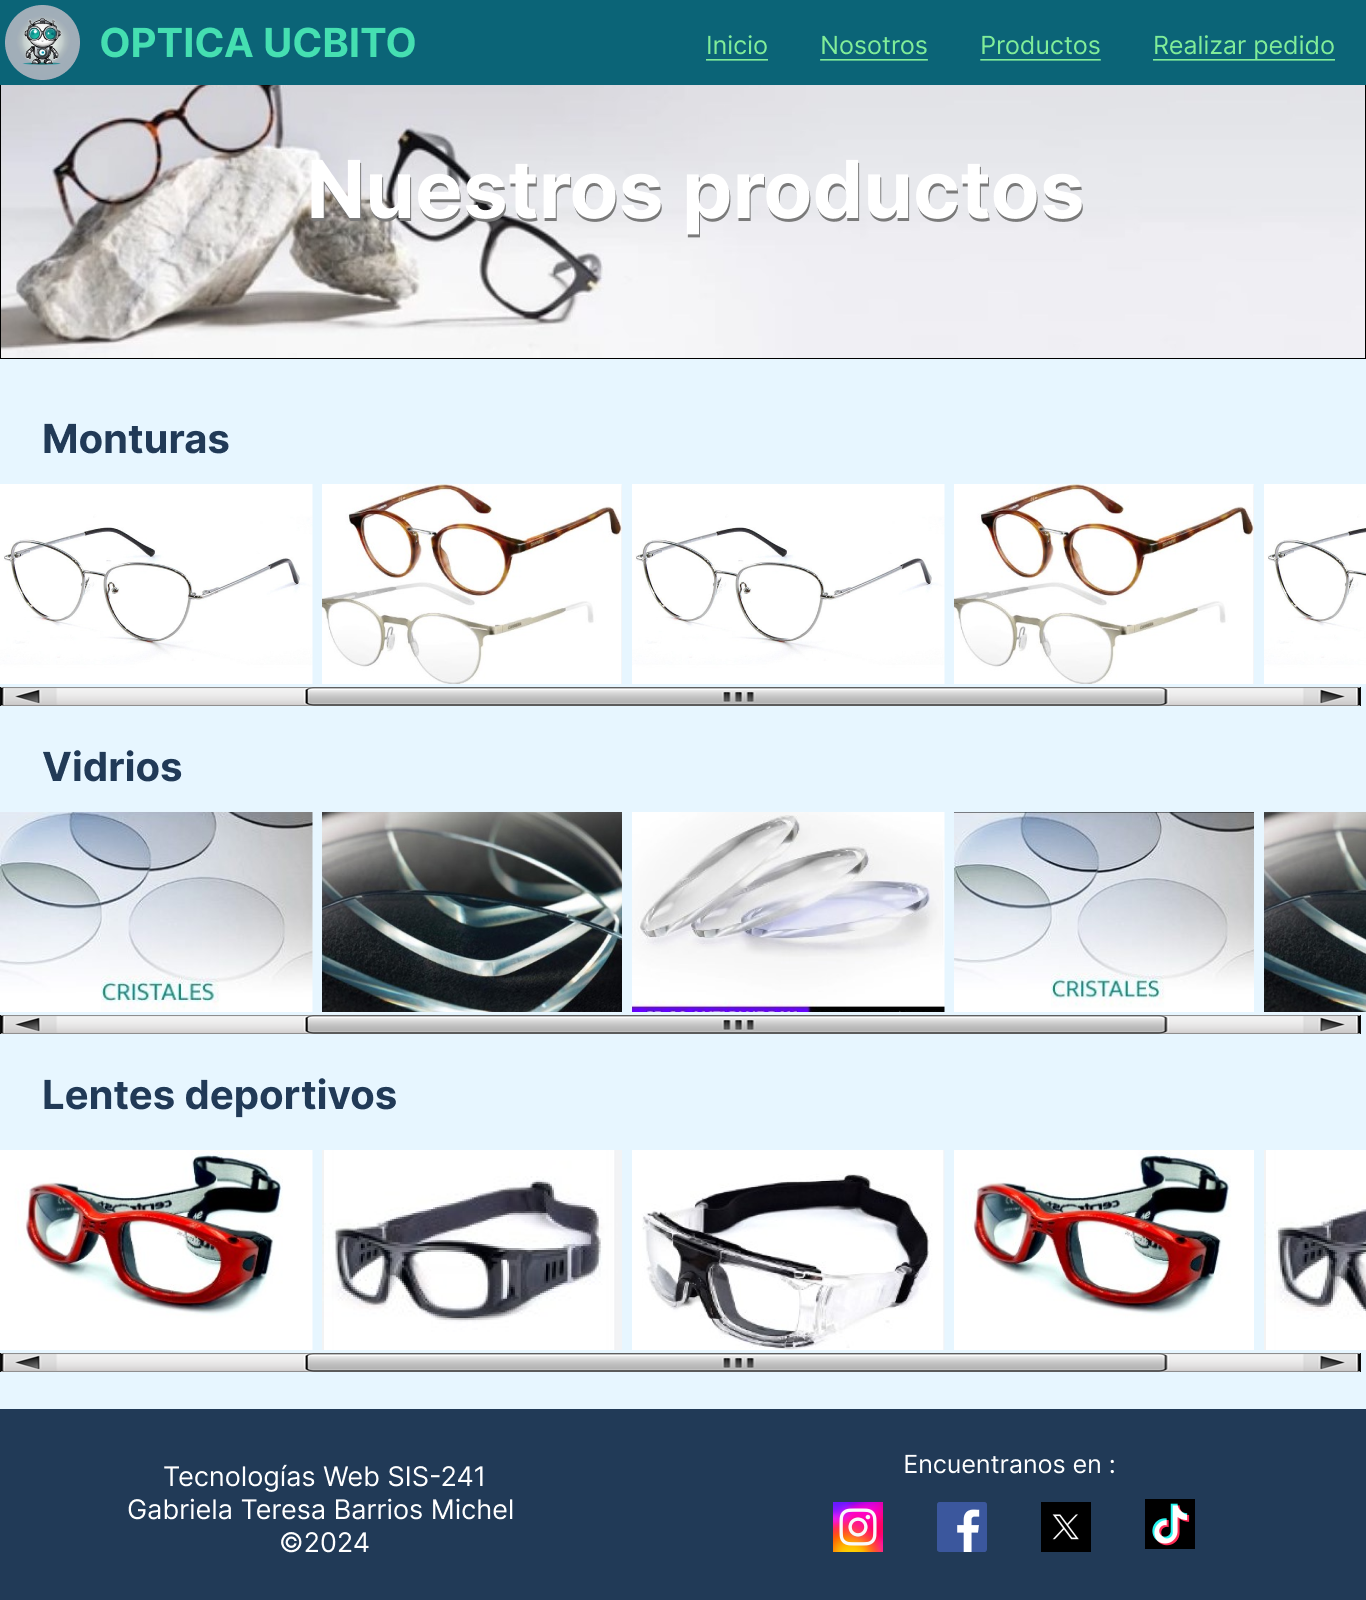 OPTICA UCBITO
Inicio
Nosotros
Productos
Realizar pedido
Nuestros productos
Monturas
Vidrios
CRISTALES
CRISTALES
Lentes deportivos
Tecnologías Web SIS-241
Gabriela Teresa Barrios Michel
©2024
Encuentranos en :